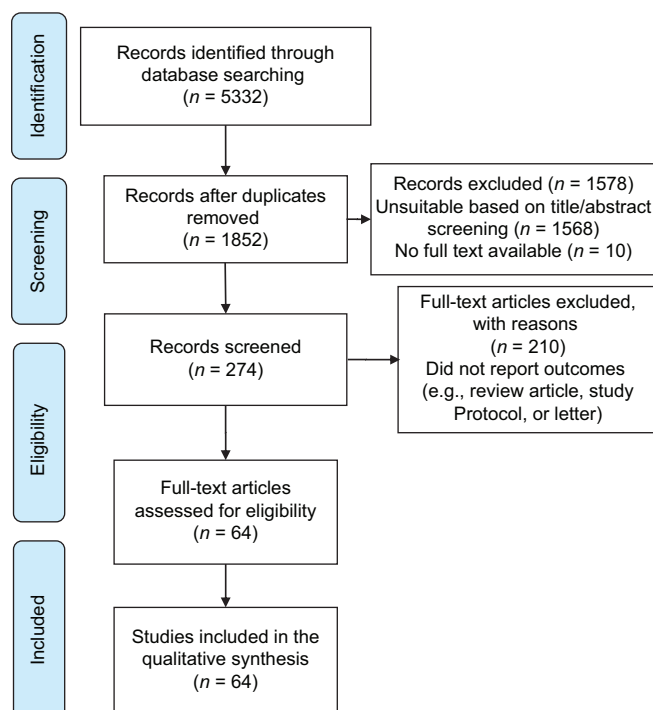 Identification
Records identified through
database searching
(n = 5332)
Screening
Records after duplicates
removed
(n = 1852)
Records excluded (n = 1578)
Unsuitable based on title/abstract
screening (n = 1568)
No full text available (n = 10)
Records screened
(n = 274)
Full-text articles excluded,
with reasons
(n = 210)
Did not report outcomes
(e.g., review article, study
Protocol, or letter)
Eligibility
Full-text articles
assessed for eligibility
(n = 64)
Included
Studies included in the
qualitative synthesis
(n = 64)